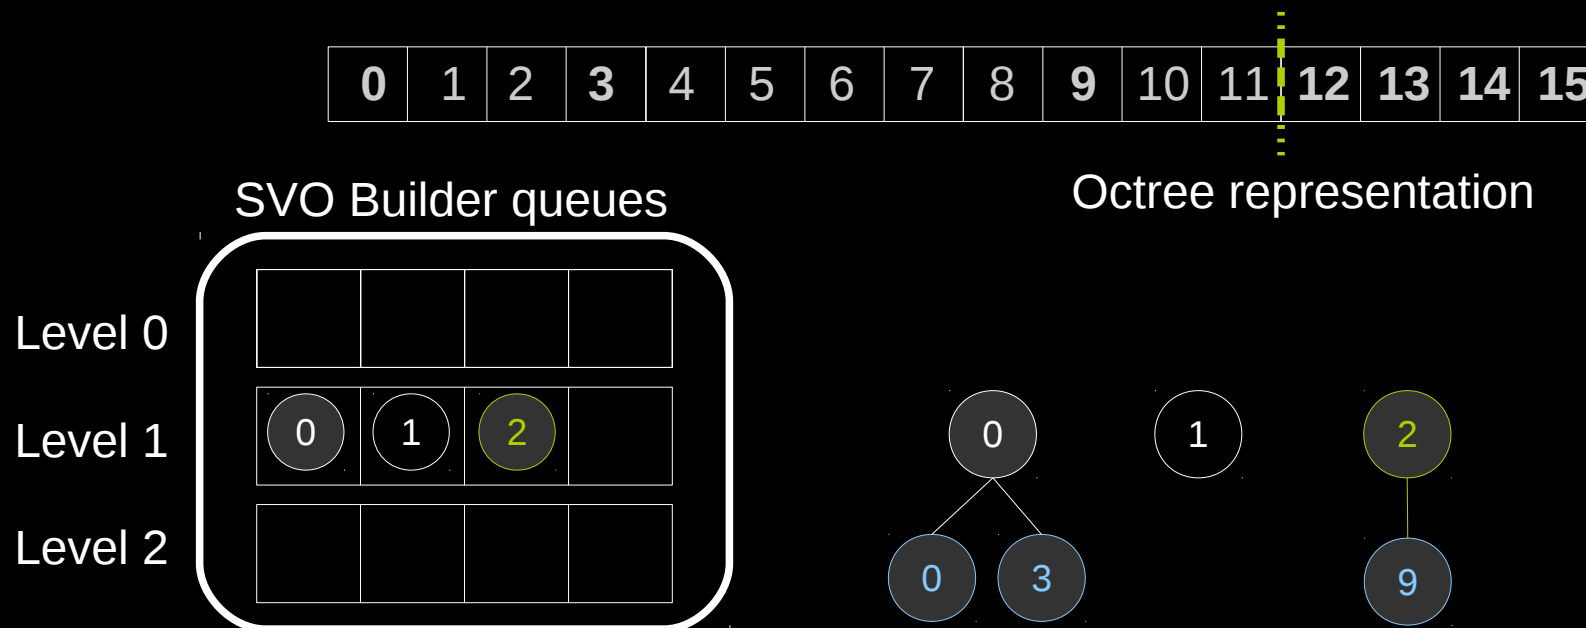 0 1 2 3 4 5 6 7 8 9 10 11 12 13 14 15
SVO Builder queues
Octree representation
Level 0
Level 1
0 1 2
0 1 2
Level 2
0 3 9